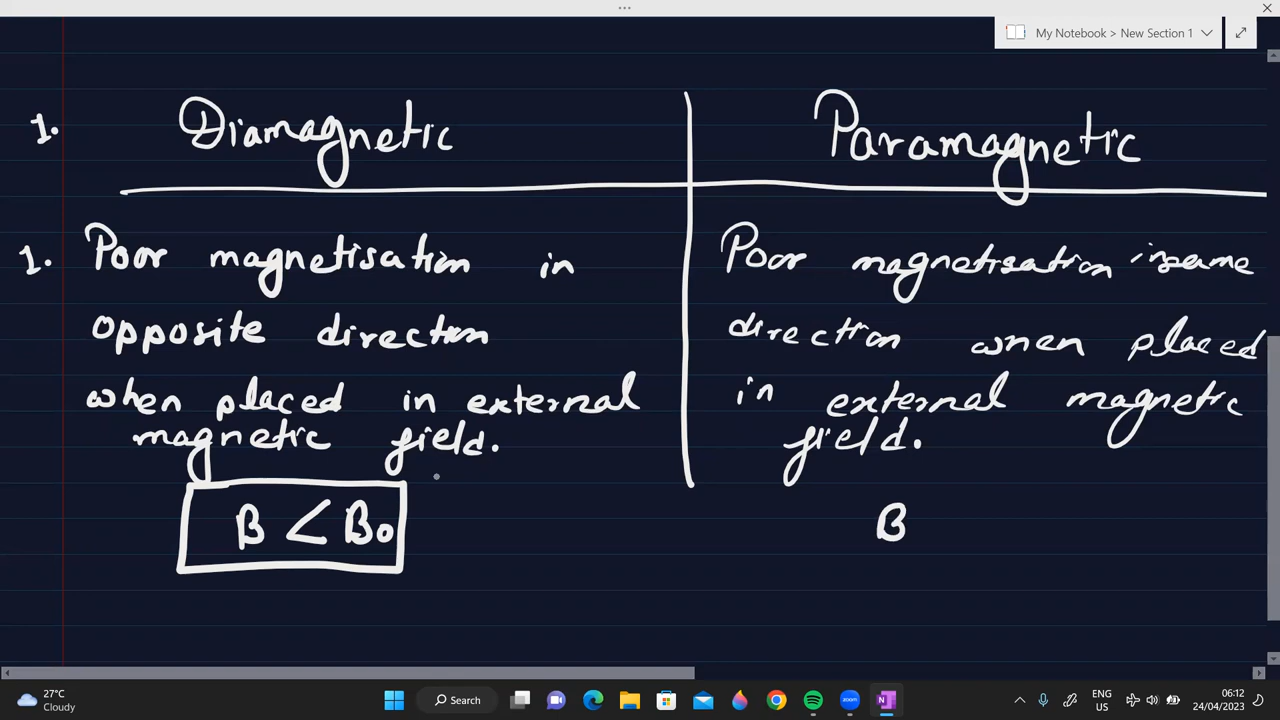 My Notebook > New Section 1
1. Diamagnetic
Paramagnetic
1. Poor magnetisation in
opposite direction
when placed in external
magnetic field.
B < B0
Poor magnetisation in same
direction when placed
in external magnetic
field.
B
27°C
Cloudy
Search
zoom
ENG
US
06:12
24/04/2023